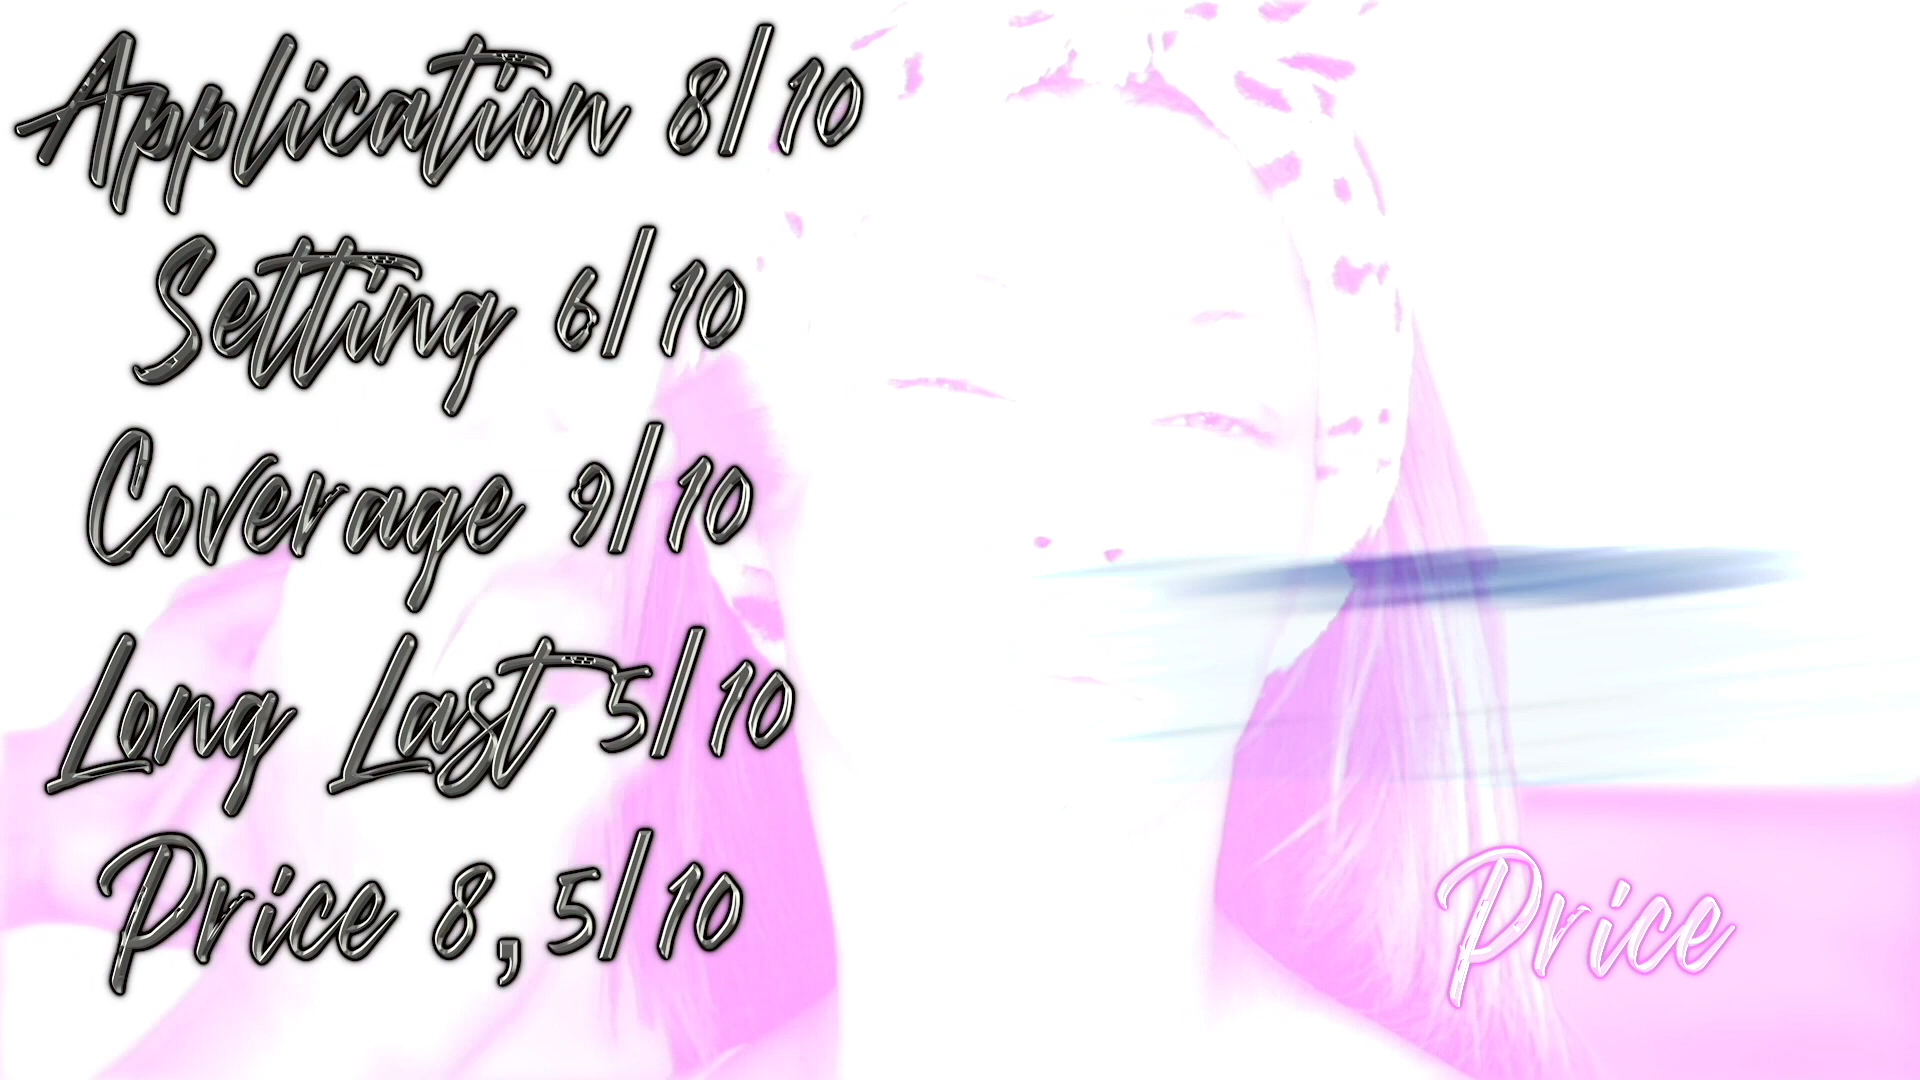 Application 8/10
Setting 6/10
Coverage 9/10
Long Last 5/10
Price 8,5/10
Price